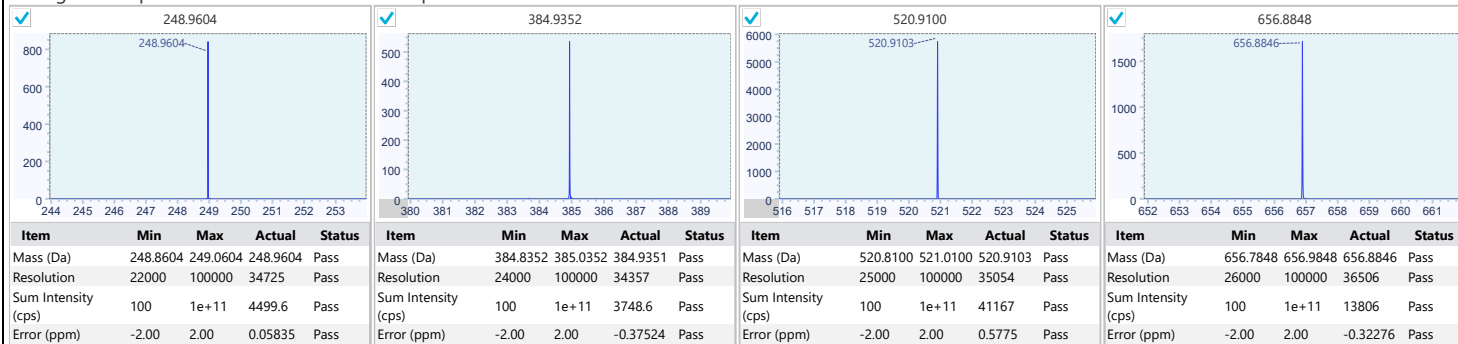 248.9604
800
600
400
200
0
248.9604
244 245 246 247 248 249 250 251 252 253
Item Min Max Actual Status
Mass (Da) 248.8604 249.0604 248.9604 Pass
Resolution 22000 100000 34725 Pass
Sum Intensity
(cps) 100 1e+11 4499.6 Pass
Error (ppm) -2.00 2.00 0.05835 Pass
384.9352
500
400
300
200
100
0
380 381 382 383 384 385 386 387 388 389
Item Min Max Actual Status
Mass (Da) 384.8352 385.0352 384.9351 Pass
Resolution 24000 100000 34357 Pass
Sum Intensity
(cps) 100 1e+11 3748.6 Pass
Error (ppm) -2.00 2.00 -0.37524 Pass
520.9100
6000
5000
4000
3000
2000
1000
0
520.9103
516 517 518 519 520 521 522 523 524 525
Item Min Max Actual Status
Mass (Da) 520.8100 521.0100 520.9103 Pass
Resolution 25000 100000 35054 Pass
Sum Intensity
(cps) 100 1e+11 41167 Pass
Error (ppm) -2.00 2.00 0.5775 Pass
656.8848
1500
1000
500
0
656.8846
652 653 654 655 656 657 658 659 660 661
Item Min Max Actual Status
Mass (Da) 656.7848 656.9848 656.8846 Pass
Resolution 26000 100000 36506 Pass
Sum Intensity
(cps) 100 1e+11 13806 Pass
Error (ppm) -2.00 2.00 -0.32276 Pass